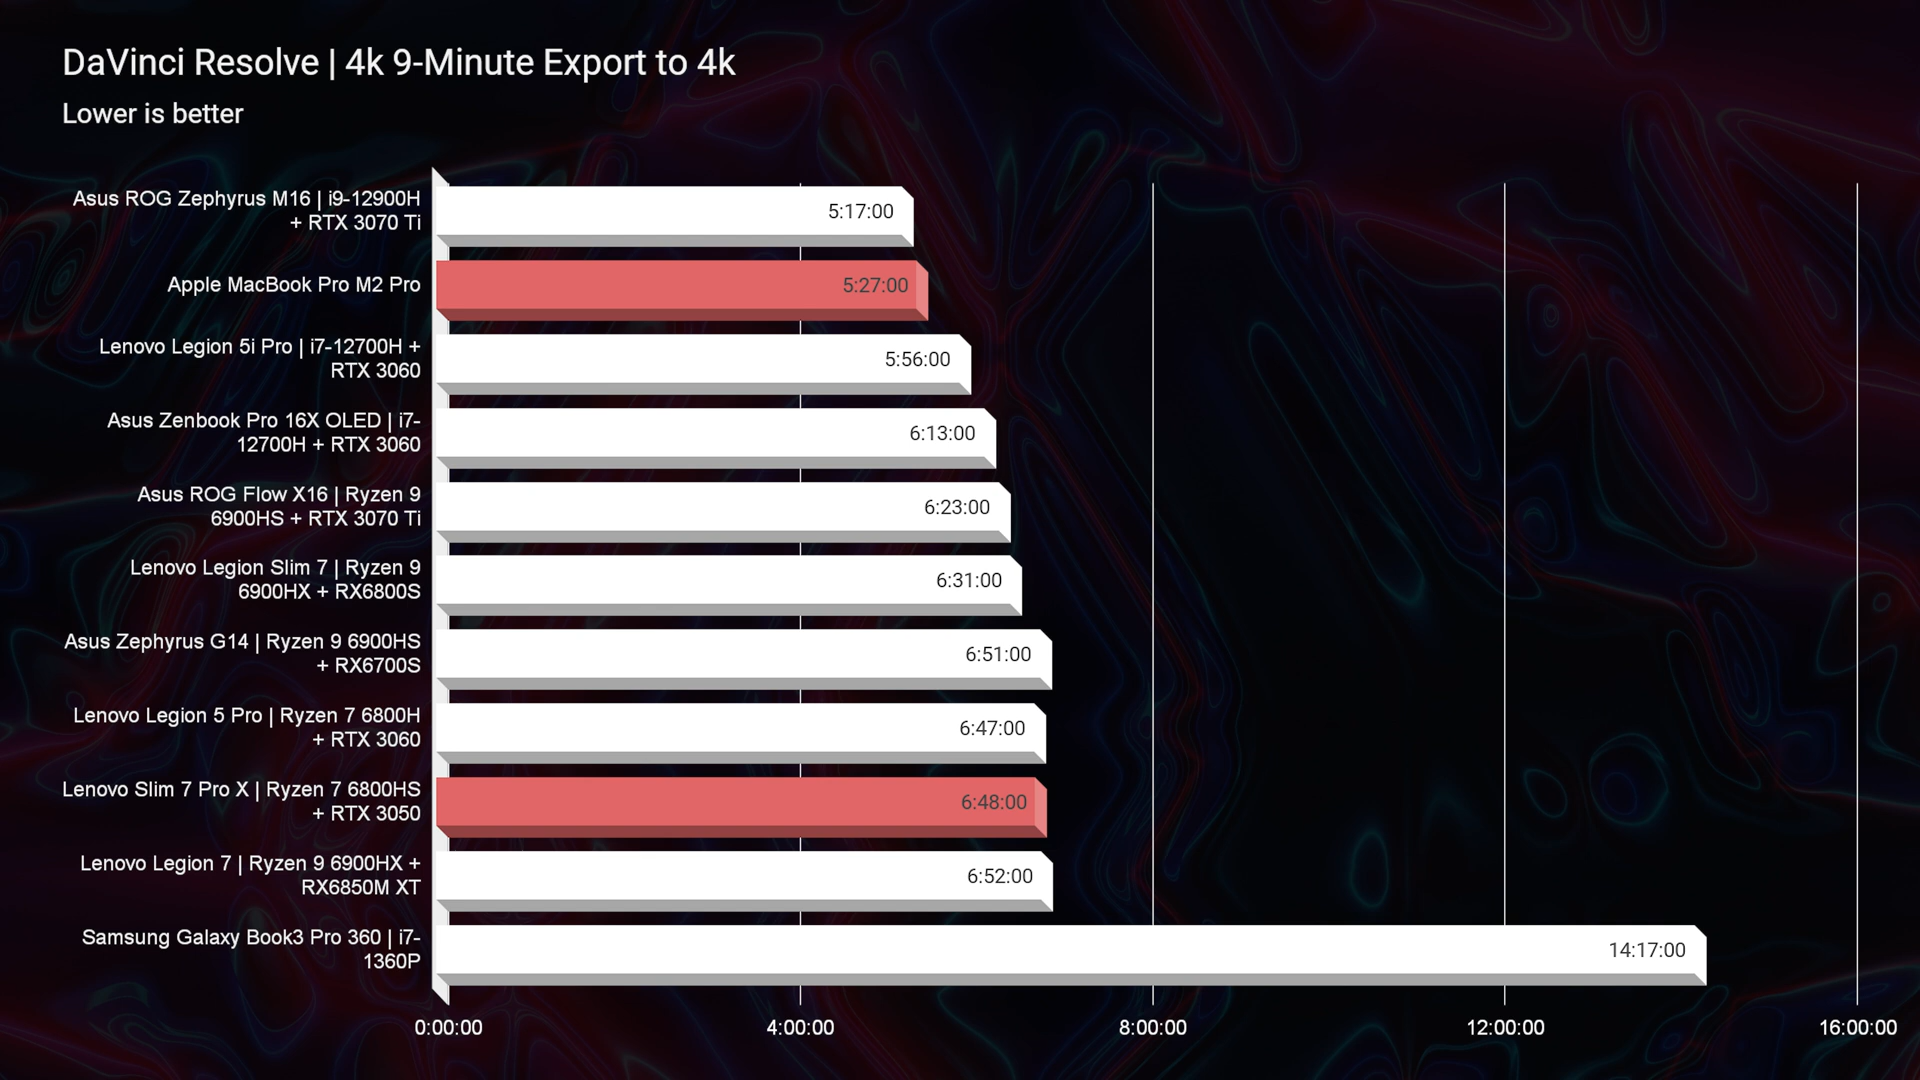 DaVinci Resolve | 4k 9-Minute Export to 4k
Lower is better
Asus ROG Zephyrus M16 | i9-12900H
+ RTX 3070 Ti
5:17:00
Apple MacBook Pro M2 Pro
5:27:00
Lenovo Legion 5i Pro | i7-12700H +
RTX 3060
5:56:00
Asus Zenbook Pro 16X OLED | i7-
12700H + RTX 3060
6:13:00
Asus ROG Flow X16 | Ryzen 9
6900HS + RTX 3070 Ti
6:23:00
Lenovo Legion Slim 7 | Ryzen 9
6900HX + RX6800S
6:31:00
Asus Zephyrus G14 | Ryzen 9 6900HS
+ RX6700S
6:51:00
Lenovo Legion 5 Pro | Ryzen 7 6800H
+ RTX 3060
6:47:00
Lenovo Slim 7 Pro X | Ryzen 7 6800HS
+ RTX 3050
6:48:00
Lenovo Legion 7 | Ryzen 9 6900HX +
RX6850M XT
6:52:00
Samsung Galaxy Book3 Pro 360 | i7-
1360P
14:17:00
0:00:00 4:00:00 8:00:00 12:00:00 16:00:00